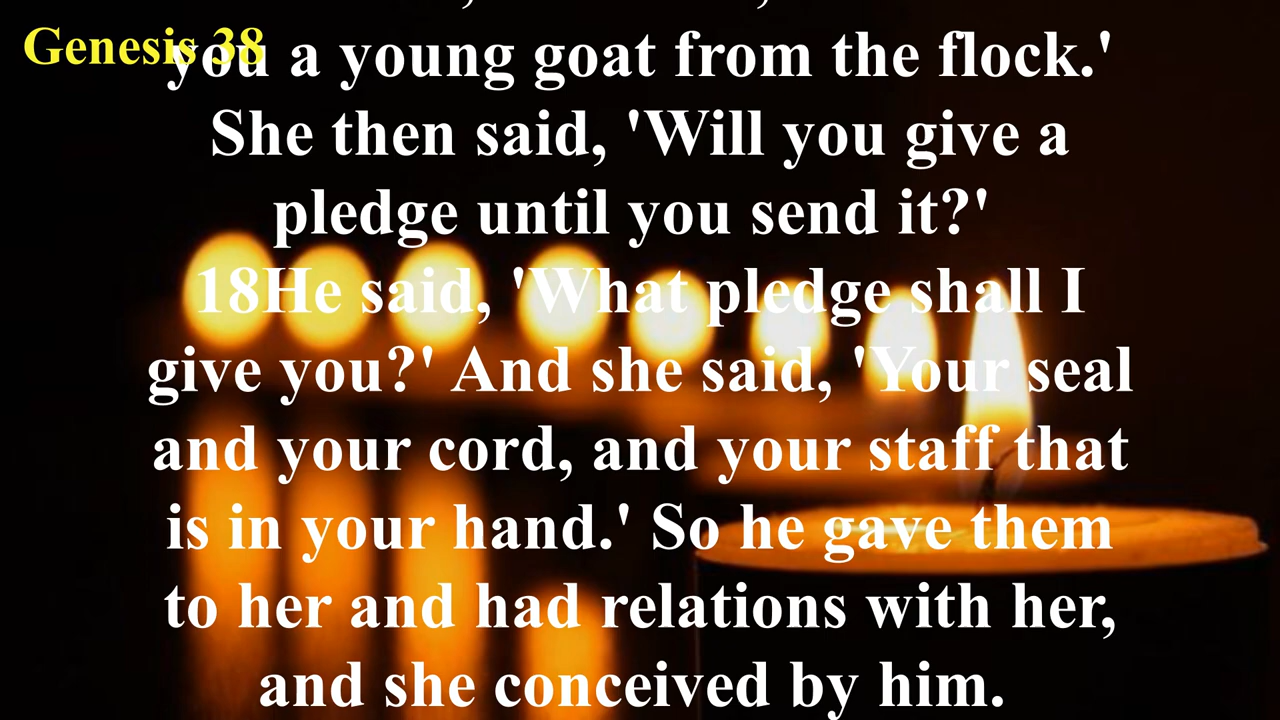 Genesis 38
you a young goat from the flock.'
She then said, 'Will you give a
pledge until you send it?'
18He said, 'What pledge shall I
give you?' And she said, 'Your seal
and your cord, and your staff that
is in your hand.' So he gave them
to her and had relations with her,
and she conceived by him.